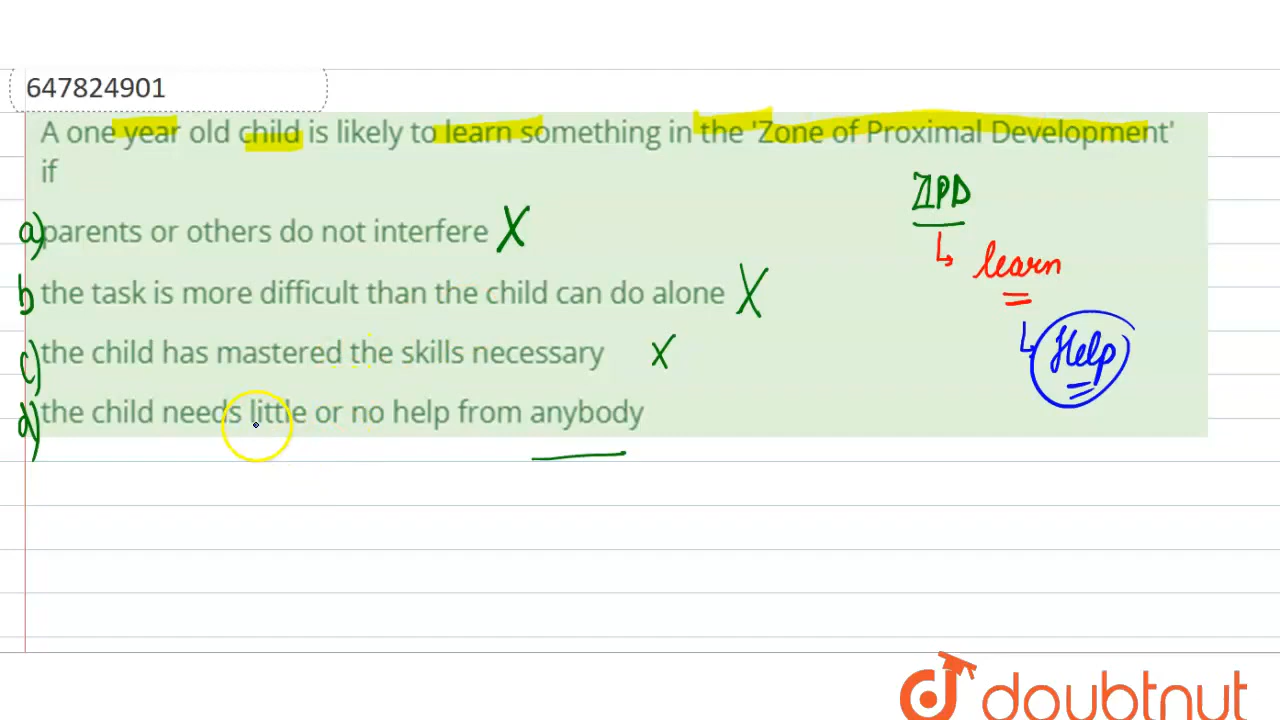 647824901
A one year old child is likely to learn something in the 'Zone of Proximal Development'
if
ZPD
a) parents or others do not interfere X
learn
b the task is more difficult than the child can do alone X
Help
c) the child has mastered the skills necessary X
d) the child needs little or no help from anybody
doubtnut